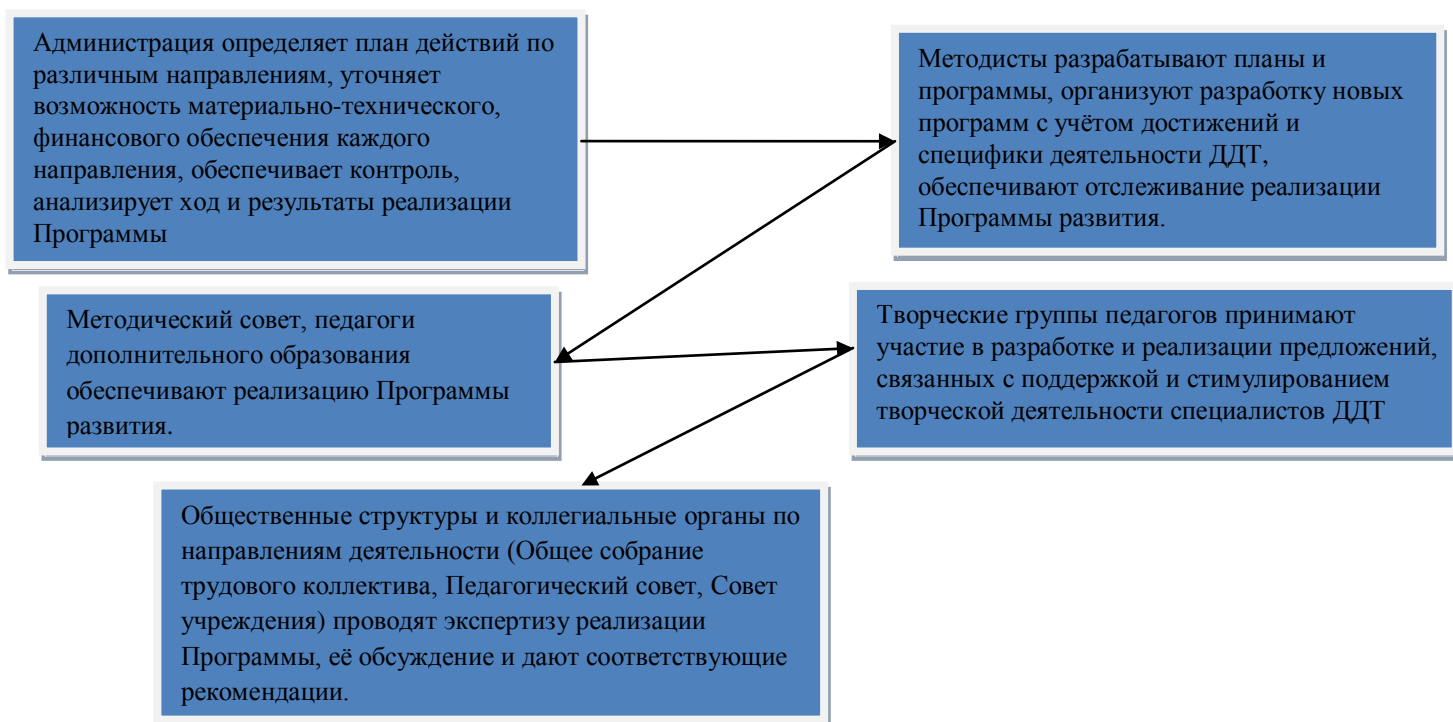 Администрация определяет план действий по
различным направлениям, уточняет
возможность материально-технического,
финансового обеспечения каждого
направления, обеспечивает контроль,
анализирует ход и результаты реализации
Программы
Методисты разрабатывают планы и
программы, организуют разработку новых
программ с учётом достижений и
специфики деятельности ДДТ,
обеспечивают отслеживание реализации
Программы развития.
Методический совет, педагоги
дополнительного образования
обеспечивают реализацию Программы
развития.
Творческие группы педагогов принимают
участие в разработке и реализации предложений,
связанных с поддержкой и стимулированием
творческой деятельности специалистов ДДТ
Общественные структуры и коллегиальные органы по
направлениям деятельности (Общее собрание
трудового коллектива, Педагогический совет, Совет
учреждения) проводят экспертизу реализации
Программы, её обсуждение и дают соответствующие
рекомендации.